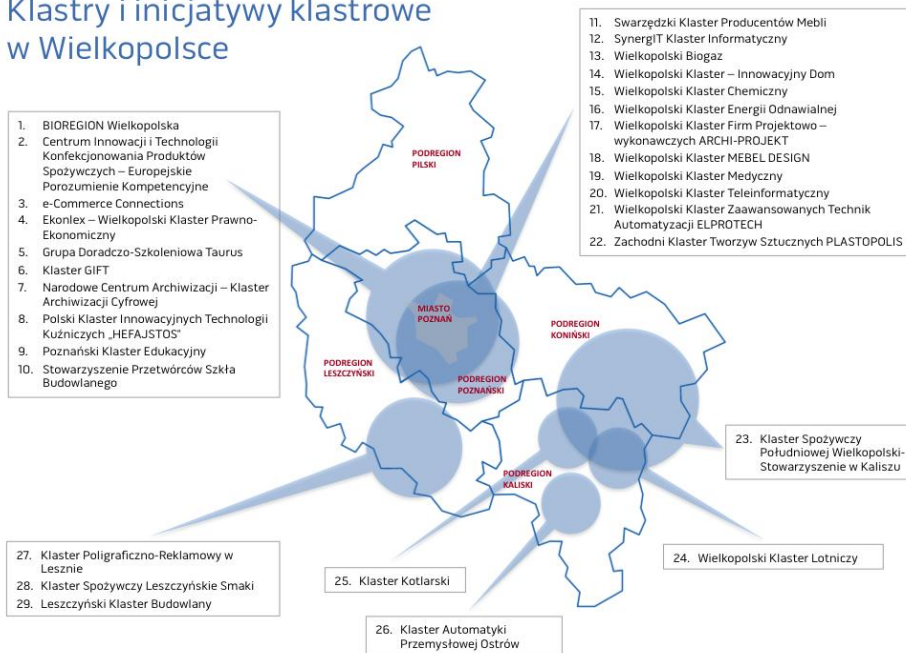 Klastry i inicjatywy klastrowe
w Wielkopolsce
1. BIOREGION Wielkopolska
2. Centrum Innowacji i Technologii
Konfekcjonowania Produktów
Spożywczych – Europejskie
Porozumienie Kompetencyjne
3. e-Commerce Connections
4. Ekonlex – Wielkopolski Klaster Prawno-
Ekonomiczny
5. Grupa Doradczo-Szkoleniowa Taurus
6. Klaster GIFT
7. Narodowe Centrum Archiwizacji – Klaster
Archiwizacji Cyfrowej
8. Polski Klaster Innowacyjnych Technologii
Kuźniczych „HEFAJSTOS"
9. Poznański Klaster Edukacyjny
10. Stowarzyszenie Przetwórców Szkła
Budowlanego
11. Swarzędzki Klaster Producentów Mebli
12. SynergIT Klaster Informatyczny
13. Wielkopolski Biogaz
14. Wielkopolski Klaster – Innowacyjny Dom
15. Wielkopolski Klaster Chemiczny
16. Wielkopolski Klaster Energii Odnawialnej
17. Wielkopolski Klaster Firm Projektowo –
wykonawczych ARCHI-PROJEKT
18. Wielkopolski Klaster MEBEL DESIGN
19. Wielkopolski Klaster Medyczny
20. Wielkopolski Klaster Teleinformatyczny
21. Wielkopolski Klaster Zaawansowanych Technik
Automatyzacji ELPROTECH
22. Zachodni Klaster Tworzyw Sztucznych PLASTOPOLIS
PODREGION
PILSKI
MIASTO
POZNAŃ
PODREGION
KONIŃSKI
PODREGION
LESZCZYŃSKI
PODREGION
POZNAŃSKI
PODREGION
KALISKI
23. Klaster Spożywczy
Południowej Wielkopolski-
Stowarzyszenie w Kaliszu
24. Wielkopolski Klaster Lotniczy
25. Klaster Kotlarski
26. Klaster Automatyki
Przemysłowej Ostrów
27. Klaster Poligraficzno-Reklamowy w
Lesznie
28. Klaster Spożywczy Leszczyńskie Smaki
29. Leszczyński Klaster Budowlany